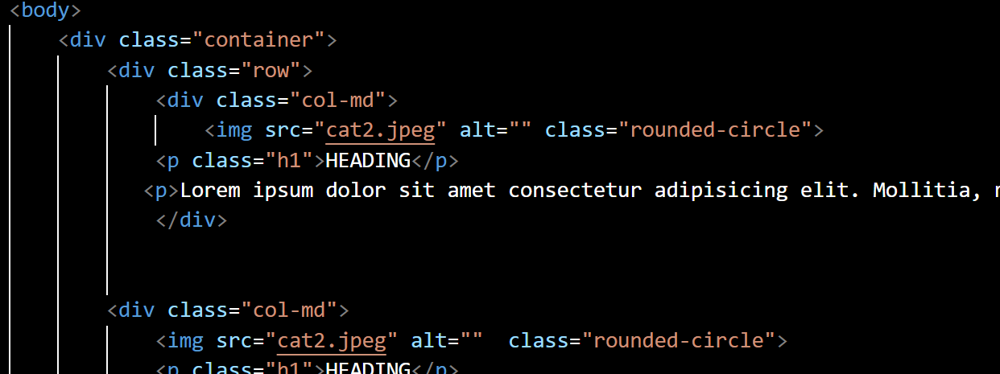 <body>
<div class="container">
<div class="row">
<div class="col-md">
<img src="cat2.jpeg" alt="" class="rounded-circle">
<p class="h1">HEADING</p>
<p>Lorem ipsum dolor sit amet consectetur adipisicing elit. Mollitia,
</div>
<div class="col-md">
<img src="cat2.jpeg" alt=""  class="rounded-circle">
<p class="h1">HEADING</p>